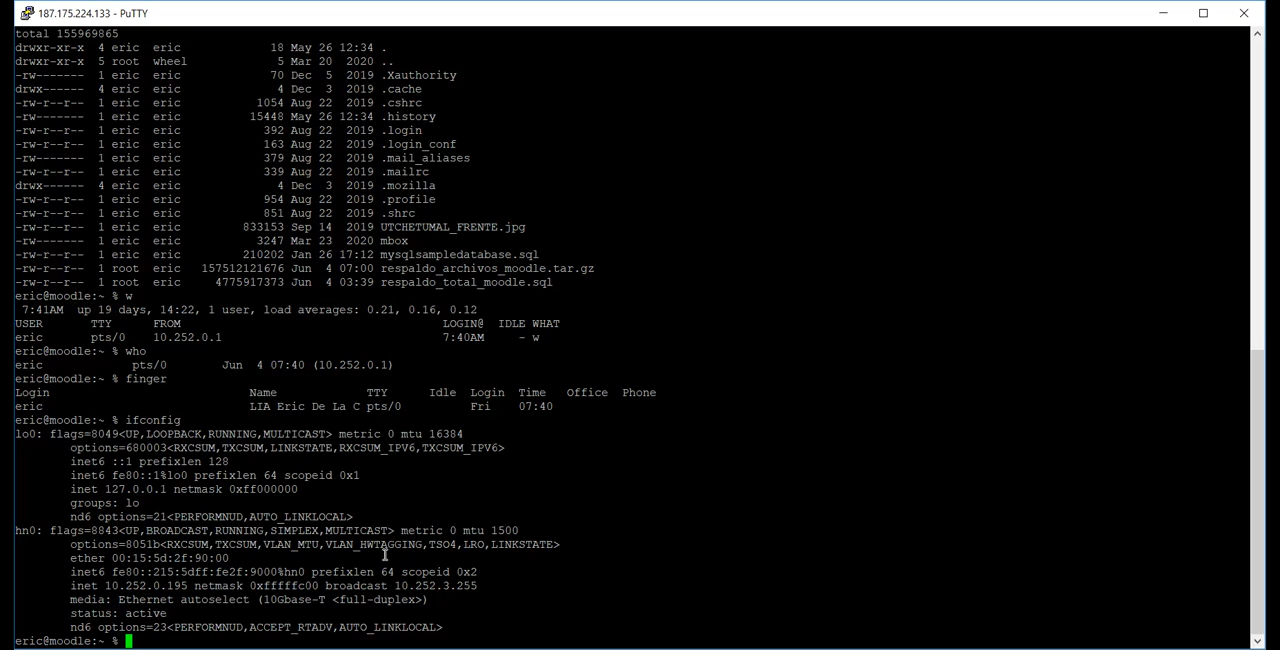 187.175.224.133 - PuTTY
total 155969865
drwxr-xr-x  4 eric  eric            18 May 26 12:34 .
drwxr-xr-x  5 root  wheel            5 Mar 20  2020 ..
-rw-------  1 eric  eric            70 Dec  5  2019 .Xauthority
drwx------  4 eric  eric             4 Dec  3  2019 .cache
-rw-r--r--  1 eric  eric          1054 Aug 22  2019 .cshrc
-rw-------  1 eric  eric         15448 May 26 12:34 .history
-rw-r--r--  1 eric  eric           392 Aug 22  2019 .login
-rw-r--r--  1 eric  eric           163 Aug 22  2019 .login_conf
-rw-------  1 eric  eric           379 Aug 22  2019 .mail_aliases
-rw-r--r--  1 eric  eric           339 Aug 22  2019 .mailrc
drwx------  4 eric  eric             4 Dec  3  2019 .mozilla
-rw-r--r--  1 eric  eric           954 Aug 22  2019 .profile
-rw-r--r--  1 eric  eric           851 Aug 22  2019 .shrc
-rw-r--r--  1 eric  eric        833153 Sep 14  2019 UTCHETUMAL_FRENTE.jpg
-rw-------  1 eric  eric          3247 Mar 23  2020 mbox
-rw-r--r--  1 eric  eric        210202 Jan 26 17:12 mysqlsampledatabase.sql
-rw-r--r--  1 root  eric  157512121676 Jun  4 07:00 respaldo_archivos_moodle.tar.gz
-rw-r--r--  1 root  eric    4775917373 Jun  4 03:39 respaldo_total_moodle.sql
eric@moodle:~ % w
 7:41AM  up 19 days, 14:22, 1 user, load averages: 0.21, 0.16, 0.12
USER       TTY      FROM                                      LOGIN@  IDLE WHAT
eric       pts/0    10.252.0.1                                7:40AM     - w
eric@moodle:~ % who
eric             pts/0        Jun  4 07:40 (10.252.0.1)
eric@moodle:~ % finger
Login                             Name             TTY      Idle  Login  Time   Office   Phone
eric                              LIA Eric De La C pts/0          Fri    07:40
eric@moodle:~ % ifconfig
lo0: flags=8049<UP,LOOPBACK,RUNNING,MULTICAST> metric 0 mtu 16384
        options=680003<RXCSUM,TXCSUM,LINKSTATE,RXCSUM_IPV6,TXCSUM_IPV6>
        inet6 ::1 prefixlen 128
        inet6 fe80::1%lo0 prefixlen 64 scopeid 0x1
        inet 127.0.0.1 netmask 0xff000000
        groups: lo
        nd6 options=21<PERFORMNUD,AUTO_LINKLOCAL>
hn0: flags=8843<UP,BROADCAST,RUNNING,SIMPLEX,MULTICAST> metric 0 mtu 1500
        options=8051b<RXCSUM,TXCSUM,VLAN_MTU,VLAN_HWTAGGING,TSO4,LRO,LINKSTATE>
        ether 00:15:5d:2f:90:00
        inet6 fe80::215:5dff:fe2f:9000%hn0 prefixlen 64 scopeid 0x2
        inet 10.252.0.195 netmask 0xfffffc00 broadcast 10.252.3.255
        media: Ethernet autoselect (10Gbase-T <full-duplex>)
        status: active
        nd6 options=23<PERFORMNUD,ACCEPT_RTADV,AUTO_LINKLOCAL>
eric@moodle:~ %